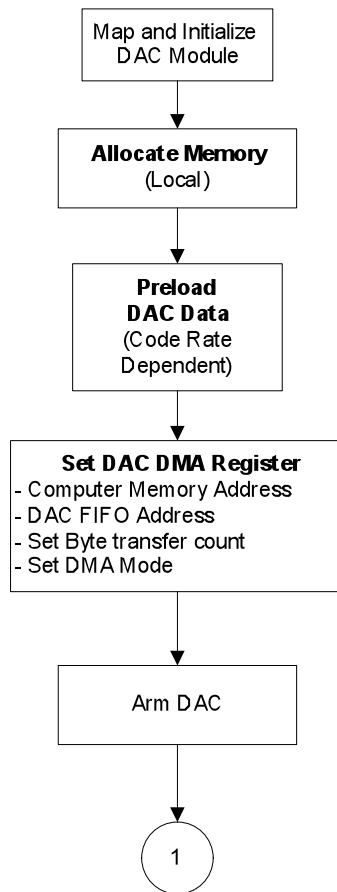 Map and Initialize
DAC Module
Allocate Memory
(Local)
Preload
DAC Data
(Code Rate
Dependent)
Set DAC DMA Register
- Computer Memory Address
- DAC FIFO Address
- Set Byte transfer count
- Set DMA Mode
Arm DAC
1